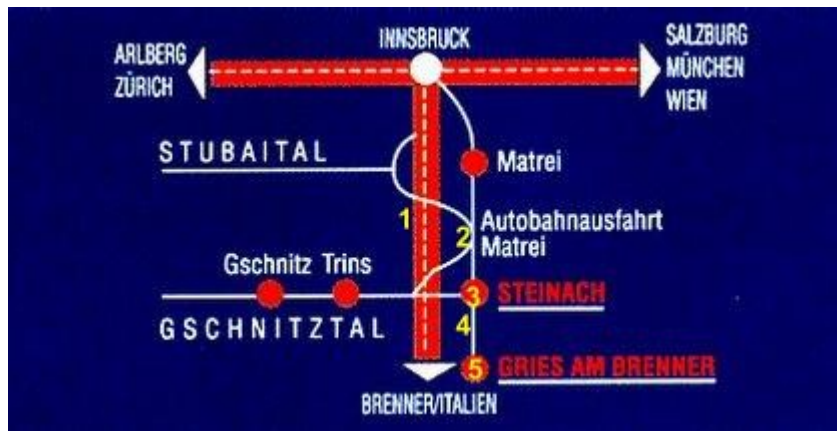 INNSBRUCK
ARLBERG
ZÜRICH
SALZBURG
MÜNCHEN
WIEN
STUBAITAL
Matrei
1
2
Autobahnausfahrt
Matrei
Gschnitz Trins
3
STEINACH
GSCHNITZTAL
4
5
GRIES AM BRENNER
BRENNER/ITALIEN